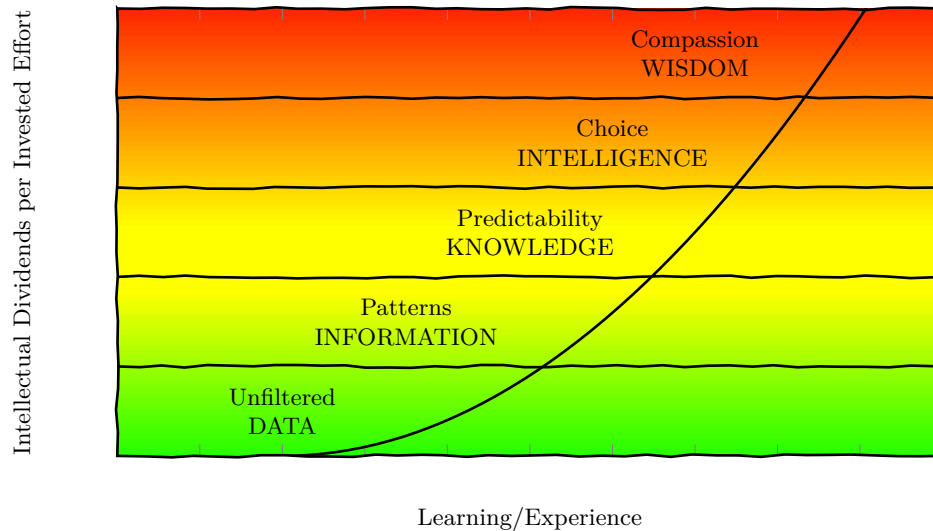 Intellectual Dividends per Invested Effort
Compassion
WISDOM
Choice
INTELLIGENCE
Predictability
KNOWLEDGE
Patterns
INFORMATION
Unfiltered
DATA
Learning/Experience